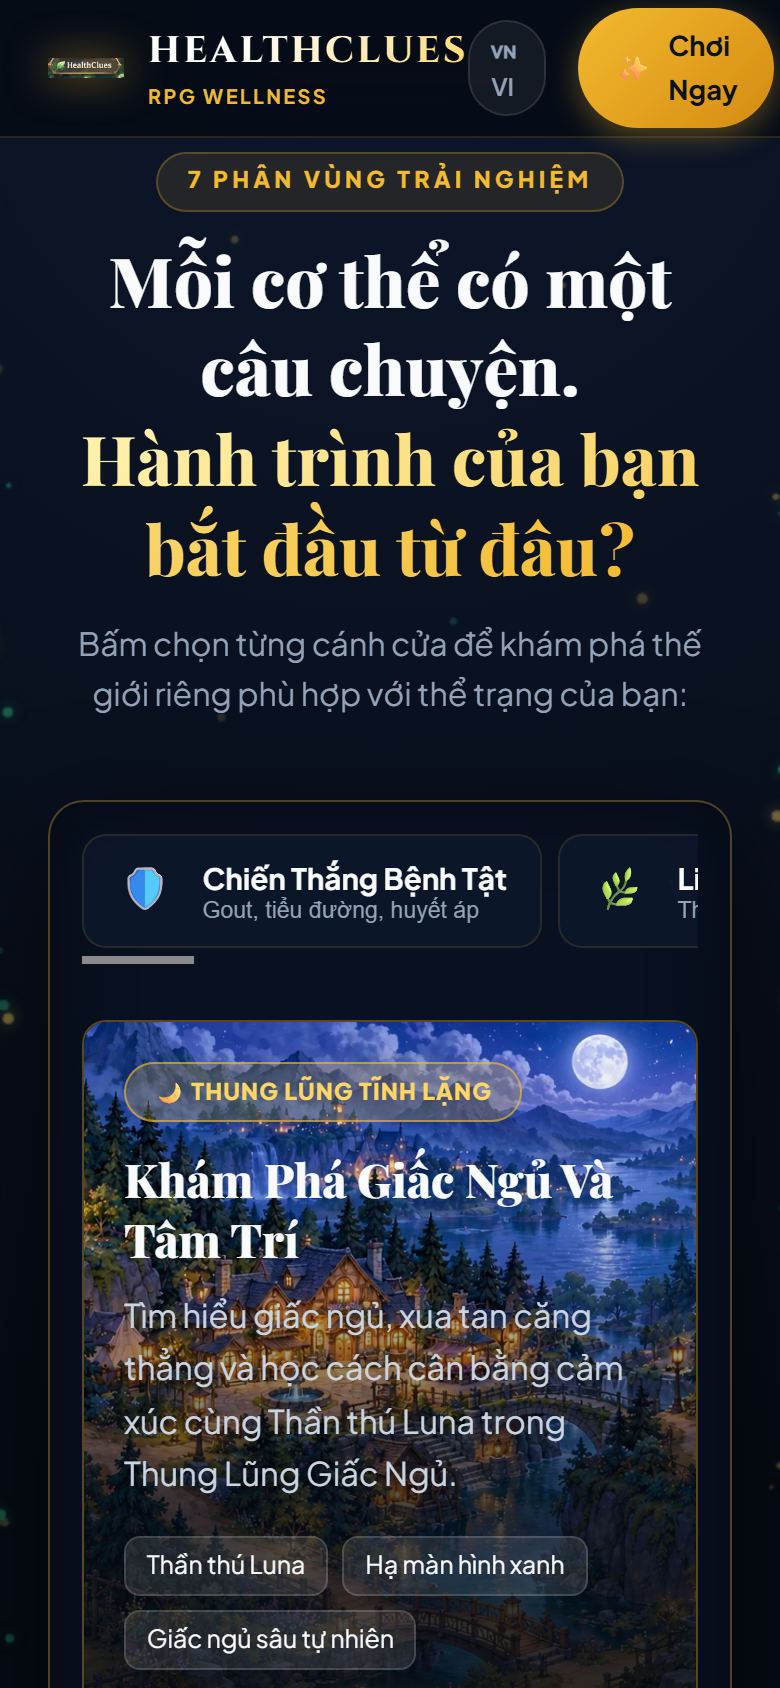 HealthClues
HEALTHCLUES
RPG WELLNESS
VN
VI
Chơi
Ngay
7 PHÂN VÙNG TRẢI NGHIỆM
Mỗi cơ thể có một
câu chuyện.
Hành trình của bạn
bắt đầu từ đâu?
Bấm chọn từng cánh cửa để khám phá thế
giới riêng phù hợp với thể trạng của bạn:
Chiến Thắng Bệnh Tật
Gout, tiểu đường, huyết áp
Li
Th
THUNG LŨNG TĨNH LẶNG
Khám Phá Giấc Ngủ Và
Tâm Trí
Tìm hiểu giấc ngủ, xua tan căng
thẳng và học cách cân bằng cảm
xúc cùng Thần thú Luna trong
Thung Lũng Giấc Ngủ.
Thần thú Luna
Hạ màn hình xanh
Giấc ngủ sâu tự nhiên